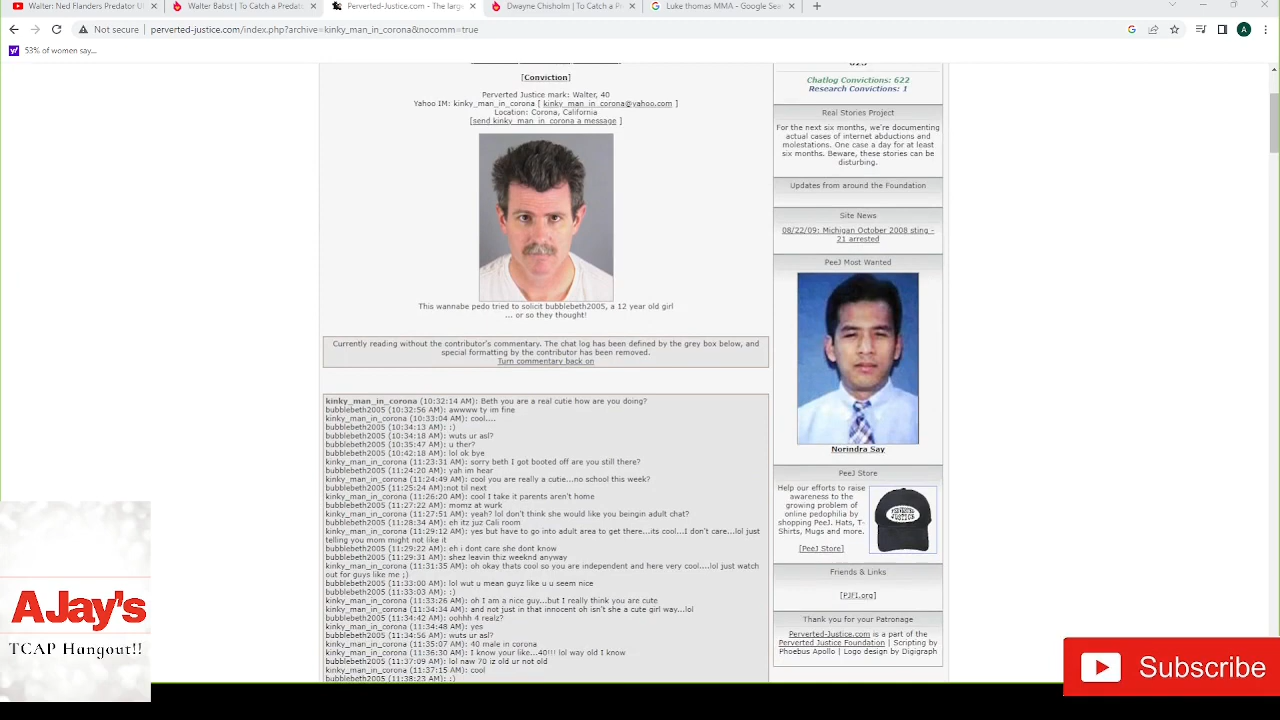 Walter: Ned Flanders Predator U
Walter Babst | To Catch a Predato
Perverted-Justice.com - The larg
Dwayne Chisholm | To Catch a P
Luke thomas MMA - Google Sea
Not secure
perverted-justice.com/index.php?archive=kinky_man_in_corona&nocomm=true
A
53% of women say...
[Conviction]
Perverted Justice mark: Walter, 40
Yahoo IM: kinky_man_in_corona [ kinky_man_in_corona@yahoo.com ]
Location: Corona, California
[send kinky_man_in_corona a message ]
This wannabe pedo tried to solicit bubblebeth2005, a 12 year old girl
... or so they thought!
Currently reading without the contributor's commentary. The chat log has been defined by the grey box below, and
special formatting by the contributor has been removed.
Turn commentary back on
kinky_man_in_corona (10:32:14 AM): Beth you are a real cutie how are you doing?
bubblebeth2005 (10:32:56 AM): awwww ty im fine
kinky_man_in_corona (10:33:04 AM): cool....
bubblebeth2005 (10:34:13 AM): :)
bubblebeth2005 (10:34:18 AM): wuts ur asl?
bubblebeth2005 (10:35:47 AM): u ther?
bubblebeth2005 (10:42:18 AM): lol ok bye
kinky_man_in_corona (11:23:31 AM): sorry beth I got booted off are you still there?
bubblebeth2005 (11:24:20 AM): yah im hear
kinky_man_in_corona (11:24:49 AM): cool you are really a cutie...no school this week?
bubblebeth2005 (11:25:24 AM):not til next
kinky_man_in_corona (11:26:20 AM): cool I take it parents aren't home
bubblebeth2005 (11:27:22 AM): momz at wurk
kinky_man_in_corona (11:27:51 AM): yeah? lol don't think she would like you beingin adult chat?
bubblebeth2005 (11:28:34 AM): eh itz juz Cali room
kinky_man_in_corona (11:29:12 AM): yes but have to go into adult area to get there...its cool...I don't care...lol just
telling you mom might not like it
bubblebeth2005 (11:29:22 AM): eh i dont care she dont know
bubblebeth2005 (11:29:31 AM): shez leavin thiz weeknd anyway
kinky_man_in_corona (11:31:35 AM): oh okay thats cool so you are independent and here very cool....lol just watch
out for guys like me ;)
bubblebeth2005 (11:33:00 AM): lol wut u mean guyz like u u seem nice
bubblebeth2005 (11:33:03 AM): :)
kinky_man_in_corona (11:33:26 AM): oh I am a nice guy...but I really think you are cute
kinky_man_in_corona (11:34:34 AM): and not just in that innocent oh isn't she a cute girl way...lol
bubblebeth2005 (11:34:42 AM): oohhh 4 realz?
kinky_man_in_corona (11:34:48 AM): yes
bubblebeth2005 (11:34:56 AM): wuts ur asl?
kinky_man_in_corona (11:35:07 AM): 40 male in corona
kinky_man_in_corona (11:36:30 AM): I know your like...40!!! lol way old I know
bubblebeth2005 (11:37:09 AM): lol naw 70 iz old ur not old
kinky_man_in_corona (11:37:15 AM): cool
bubblebeth2005 (11:38:23 AM): :)
Chatlog Convictions: 622
Research Convictions: 1
Real Stories Project
For the next six months, we're documenting
actual cases of internet abductions and
molestations. One case a day for at least
six months. Beware, these stories can be
disturbing.
Updates from around the Foundation
Site News
08/22/09: Michigan October 2008 sting -
21 arrested
PeeJ Most Wanted
Norindra Say
PeeJ Store
Help our efforts to raise
awareness to the
growing problem of
online pedophilia by
shopping PeeJ. Hats, T-
Shirts, Mugs and more.
[PeeJ Store]
PERVERTED
JUSTICE
Friends & Links
[PJFI.org]
Thank you for your Patronage
Perverted-Justice.com is a part of the
Perverted Justice Foundation | Scripting by
Phoebus Apollo | Logo design by Digigraph
AJay's
TCAP Hangout!!
Subscribe